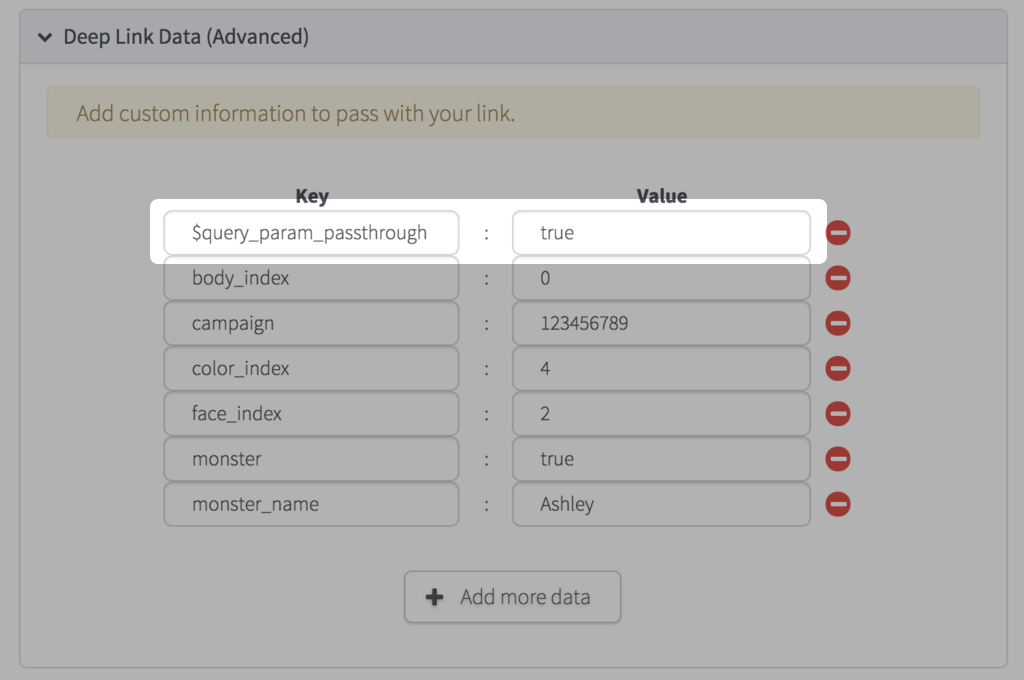 Deep Link Data (Advanced)
Add custom information to pass with your link.
Key Value
$query_param_passthrough : true
body_index : 0
campaign : 123456789
color_index : 4
face_index : 2
monster : true
monster_name : Ashley
Add more data